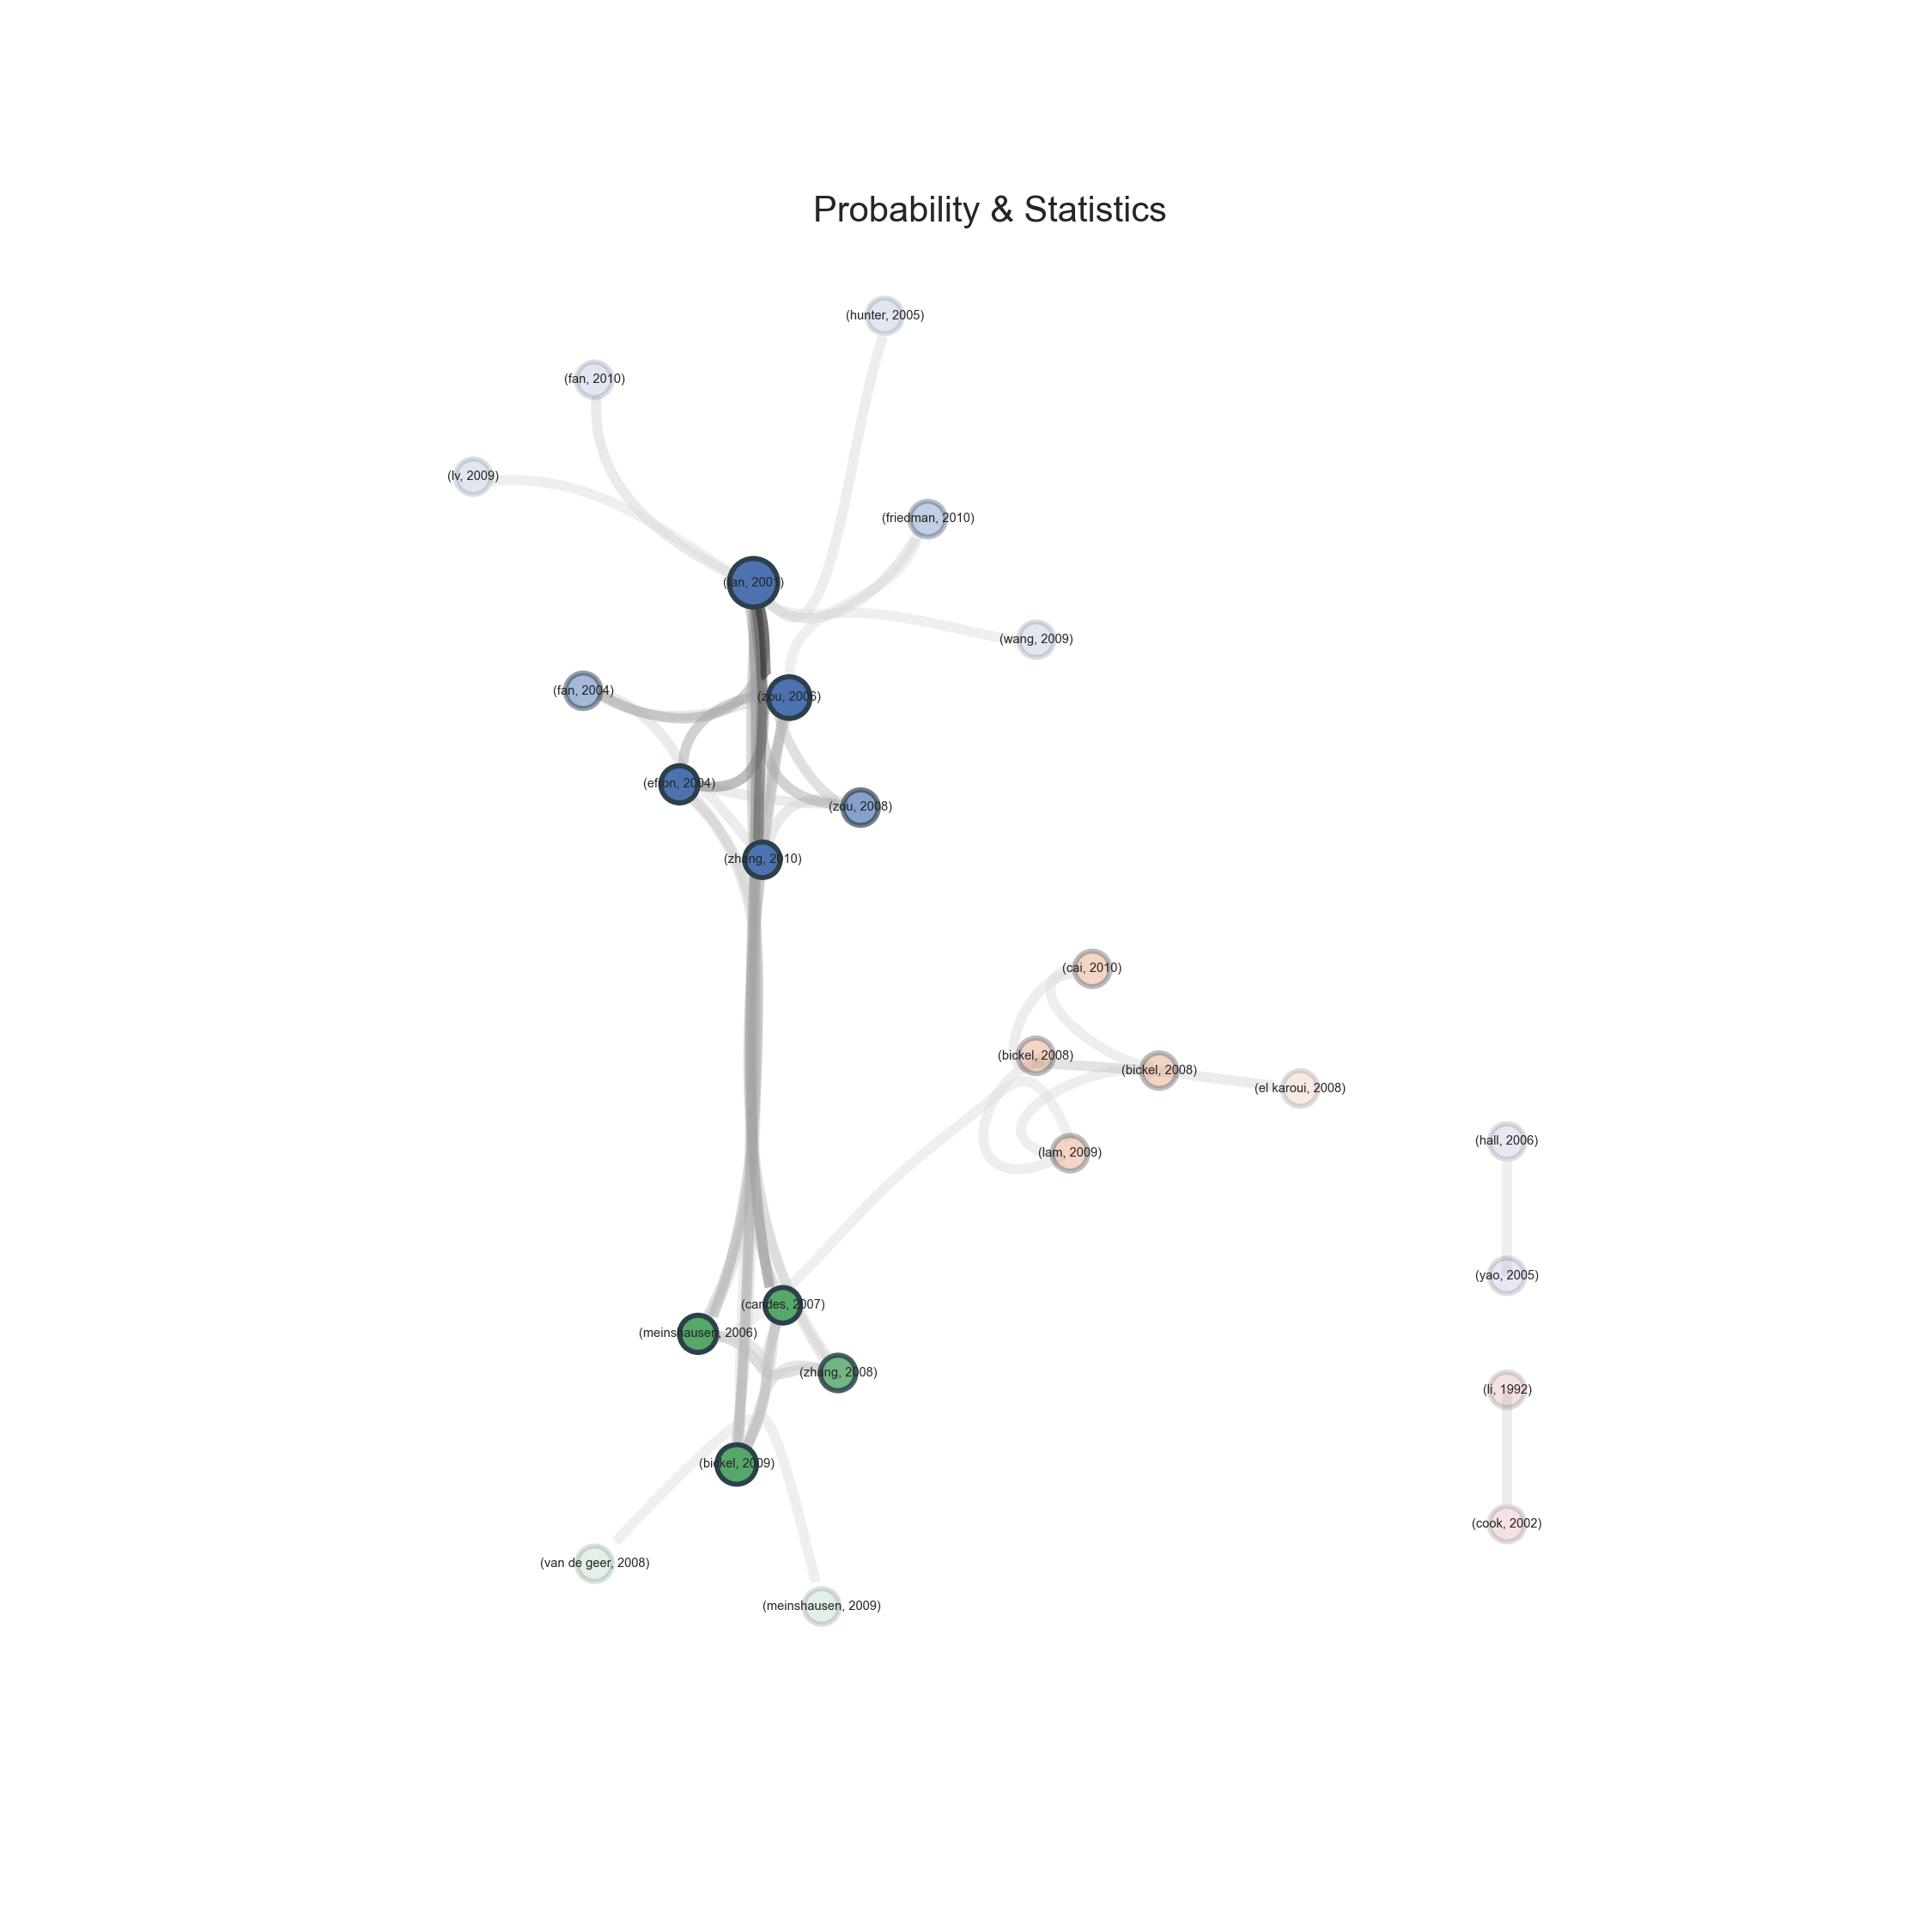 Probability & Statistics
(hunter, 2005)
(fan, 2010)
(lv, 2009)
(friedman, 2010)
(fan, 2001)
(wang, 2009)
(fan, 2004)
(zou, 2006)
(efron, 2004)
(zou, 2008)
(zhang, 2010)
(cai, 2010)
(bickel, 2008)
(bickel, 2008)
(el karoui, 2008)
(hall, 2006)
(lam, 2009)
(yao, 2005)
(candes, 2007)
(meinshausen, 2006)
(zhang, 2008)
(li, 1992)
(bickel, 2009)
(cook, 2002)
(van de geer, 2008)
(meinshausen, 2009)